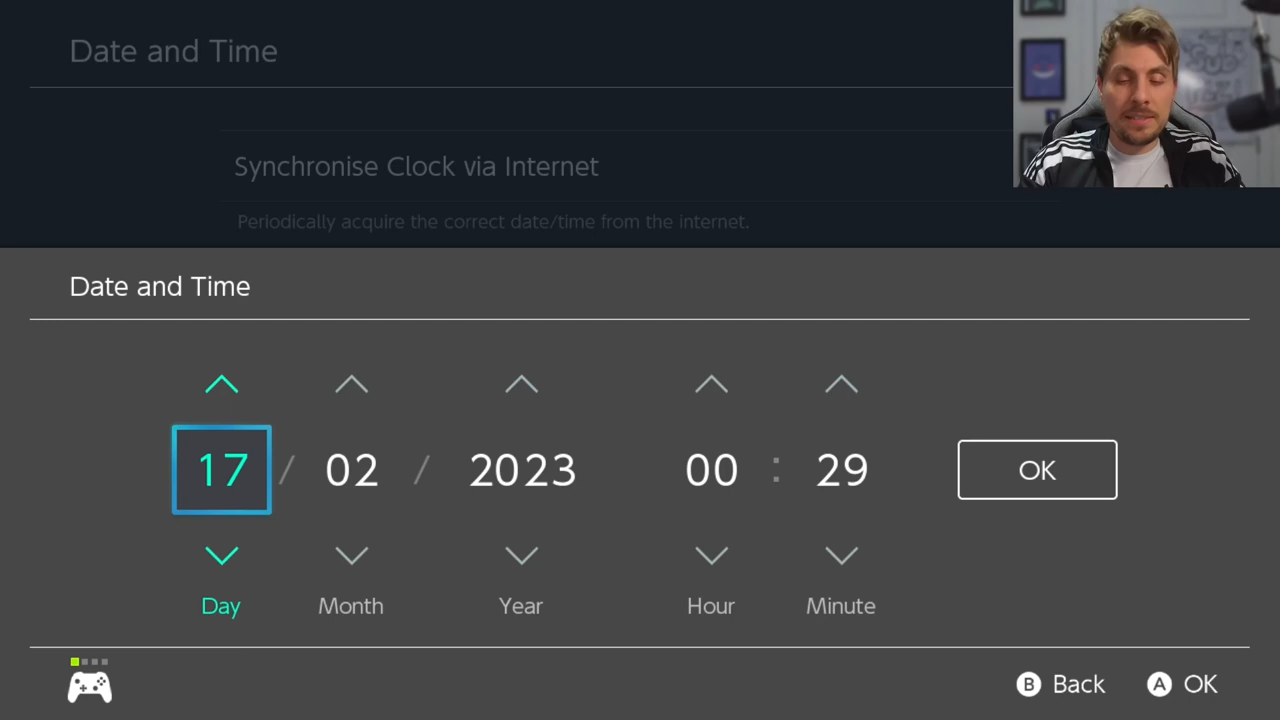 Date and Time
Synchronise Clock via Internet
Periodically acquire the correct date/time from the internet.
Date and Time
17 / 02 / 2023 00 : 29 OK
Day Month Year Hour Minute
B Back A OK